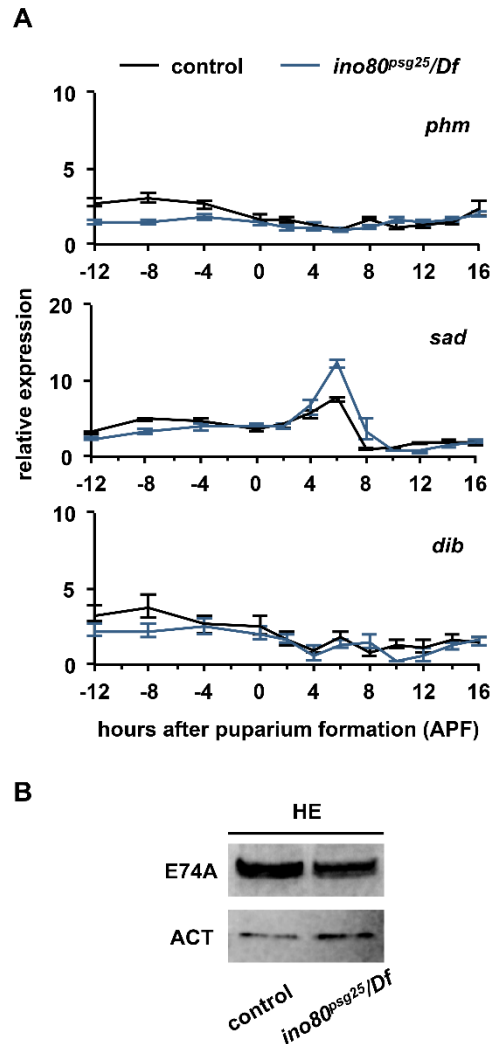 A
control ino80psg25/Df
10
phm
5
0
-12 -8 -4 0 4 8 12 16
20
sad
10
0
-12 -8 -4 0 4 8 12 16
10
dib
5
0
-12 -8 -4 0 4 8 12 16
relative expression
hours after puparium formation (APF)
B
HE
E74A
ACT
control ino80psg25/Df